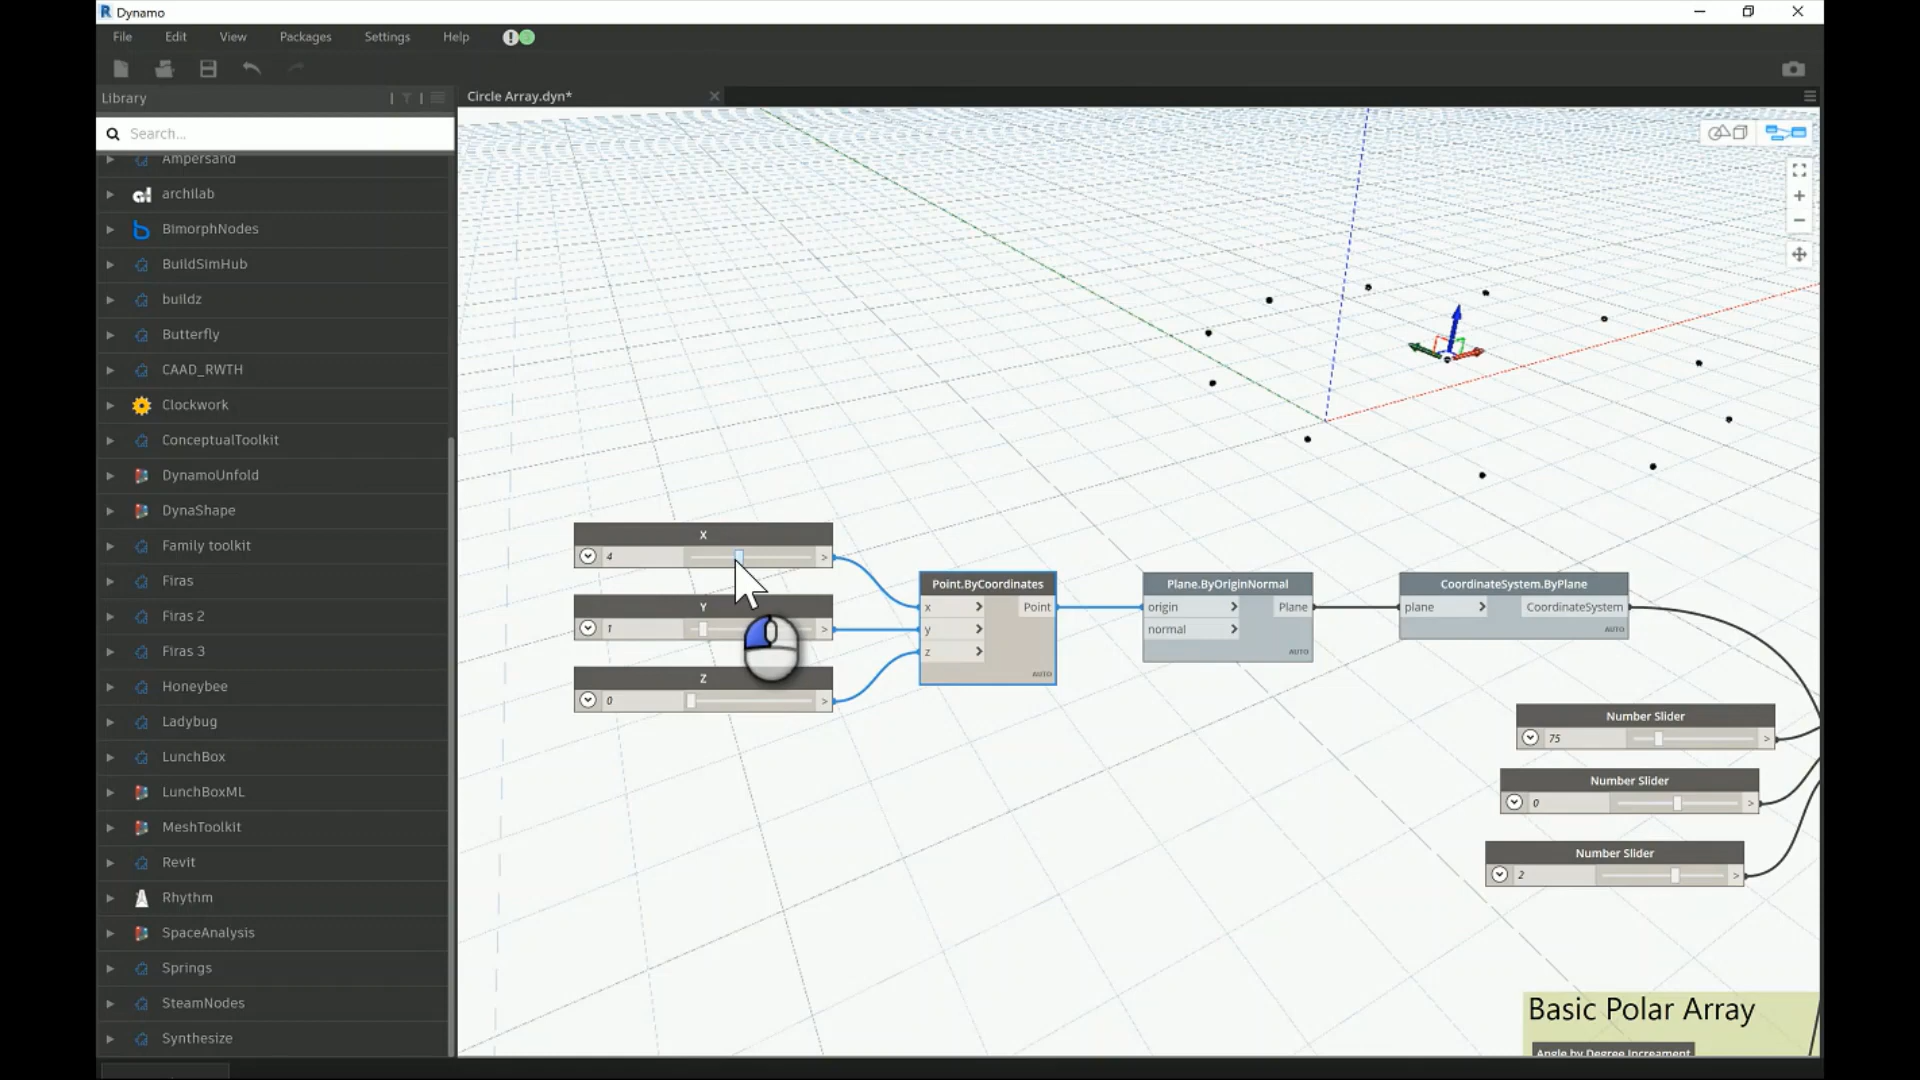 Dynamo
File Edit View Packages Settings Help
Library
Circle Array.dyn*
Search...
Ampersand
archilab
BimorphNodes
BuildSimHub
buildz
Butterfly
CAAD_RWTH
Clockwork
ConceptualToolkit
DynamoUnfold
DynaShape
Family toolkit
Firas
Firas 2
Firas 3
Honeybee
Ladybug
LunchBox
LunchBoxML
MeshToolkit
Revit
Rhythm
SpaceAnalysis
Springs
SteamNodes
Synthesize
X
4 >
Y
1 >
Z
0 >
Point.ByCoordinates
x > Point
y >
z >
AUTO
Plane.ByOriginNormal
origin > Plane
normal >
AUTO
CoordinateSystem.ByPlane
plane > CoordinateSystem
AUTO
Number Slider
75 >
Number Slider
0 >
Number Slider
2 >
Basic Polar Array
Angle by Degree Increament